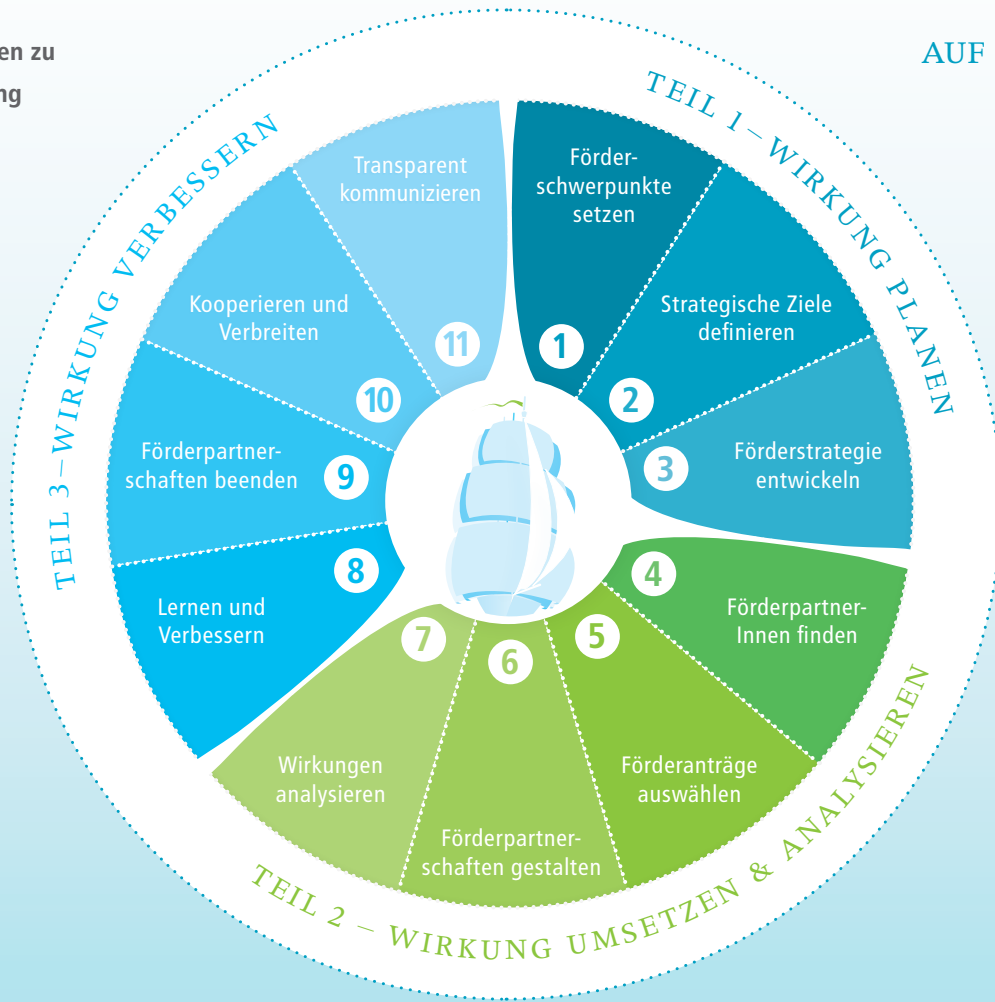 en zu
ng
AUF
TEIL 1 – WIRKUNG PLANEN
Förder-
schwerpunkte
setzen
1
Strategische Ziele
definieren
2
Förderstrategie
entwickeln
3
TEIL 2 – WIRKUNG UMSETZEN & ANALYSIEREN
Förderpartner-
Innen finden
4
Förderanträge
auswählen
5
Förderpartner-
schaften gestalten
6
Wirkungen
analysieren
7
TEIL 3 – WIRKUNG VERBESSERN
Lernen und
Verbessern
8
Förderpartner-
schaften beenden
9
Kooperieren und
Verbreiten
10
Transparent
kommunizieren
11